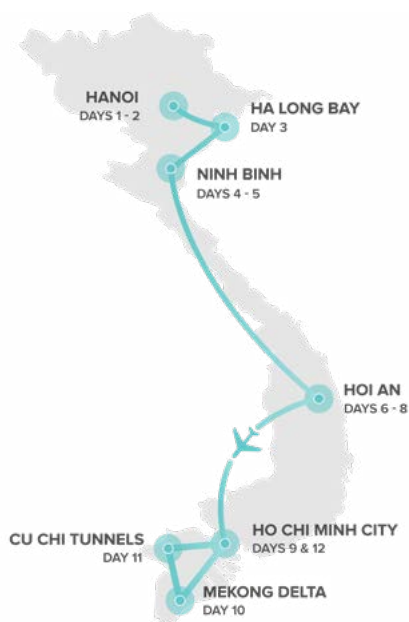 HANOI
DAYS 1 - 2
HA LONG BAY
DAY 3
NINH BINH
DAYS 4 - 5
HOI AN
DAYS 6 - 8
HO CHI MINH CITY
DAYS 9 & 12
CU CHI TUNNELS
DAY 11
MEKONG DELTA
DAY 10